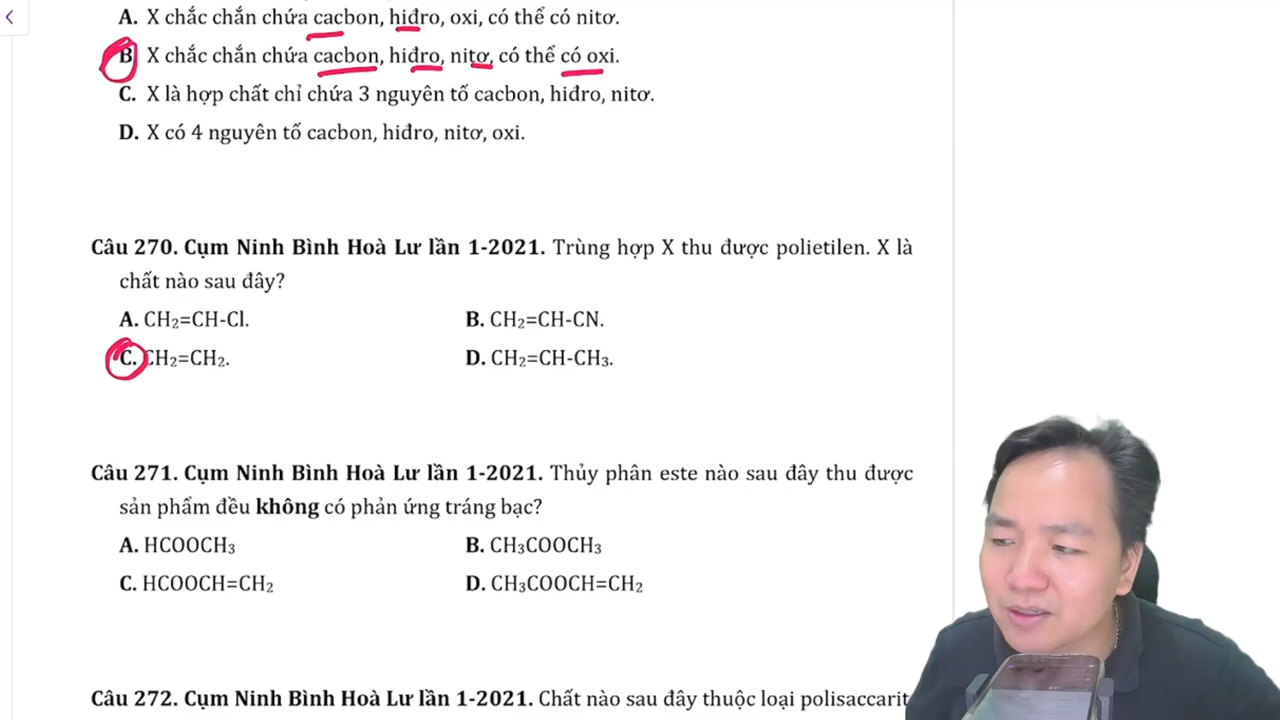 A. X chắc chắn chứa cacbon, hiđro, oxi, có thể có nitơ.
B. X chắc chắn chứa cacbon, hiđro, nitơ, có thể có oxi.
C. X là hợp chất chỉ chứa 3 nguyên tố cacbon, hiđro, nitơ.
D. X có 4 nguyên tố cacbon, hiđro, nitơ, oxi.
Câu 270. Cụm Ninh Bình Hoà Lư lần 1-2021. Trùng hợp X thu được polietilen. X là
chất nào sau đây?
A. CH₂=CH-Cl. B. CH₂=CH-CN.
C. CH₂=CH₂. D. CH₂=CH-CH₃.
Câu 271. Cụm Ninh Bình Hoà Lư lần 1-2021. Thủy phân este nào sau đây thu được
sản phẩm đều không có phản ứng tráng bạc?
A. HCOOCH₃ B. CH₃COOCH₃
C. HCOOCH=CH₂ D. CH₃COOCH=CH₂
Câu 272. Cụm Ninh Bình Hoà Lư lần 1-2021. Chất nào sau đây thuộc loại polisaccarit